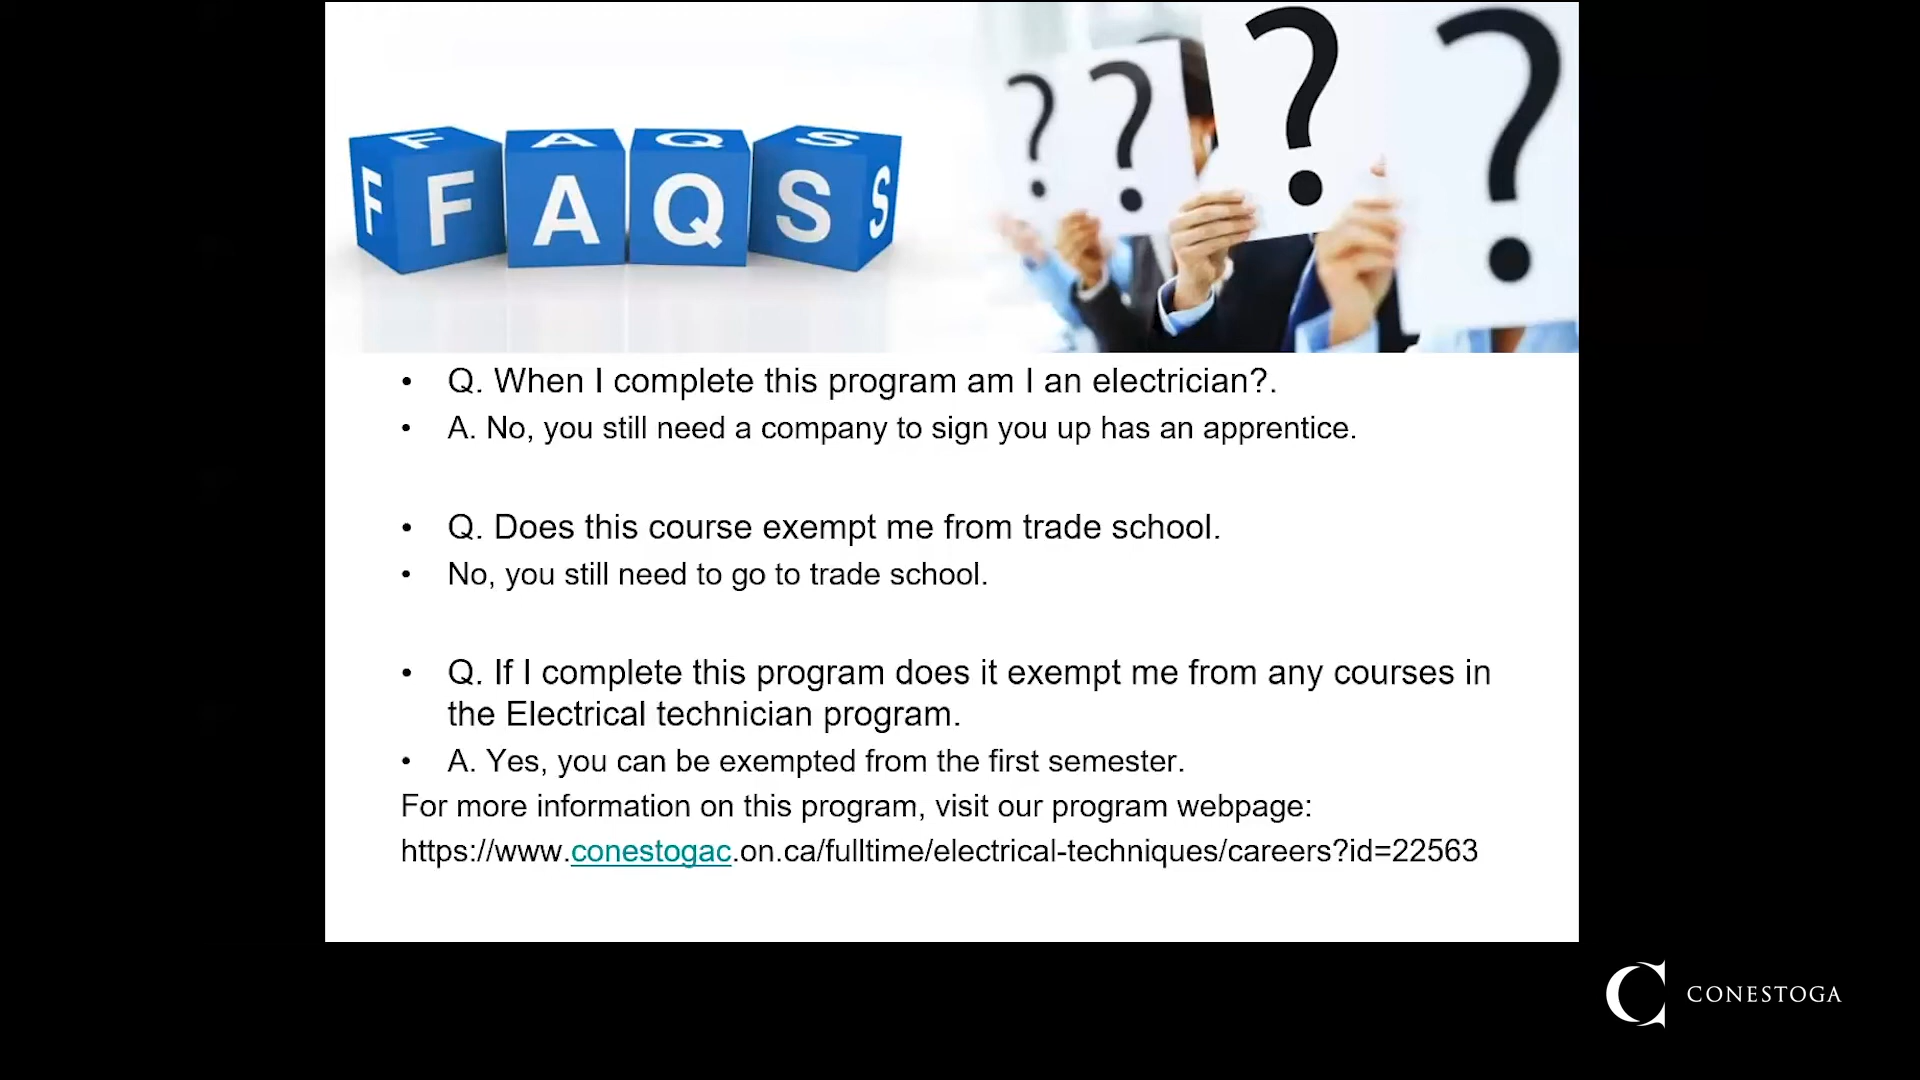 F A Q S
F F A Q S S
? ? ? ?
• Q. When I complete this program am I an electrician?.
• A. No, you still need a company to sign you up has an apprentice.
• Q. Does this course exempt me from trade school.
• No, you still need to go to trade school.
• Q. If I complete this program does it exempt me from any courses in
the Electrical technician program.
• A. Yes, you can be exempted from the first semester.
For more information on this program, visit our program webpage:
https://www.conestogac.on.ca/fulltime/electrical-techniques/careers?id=22563
CONESTOGA